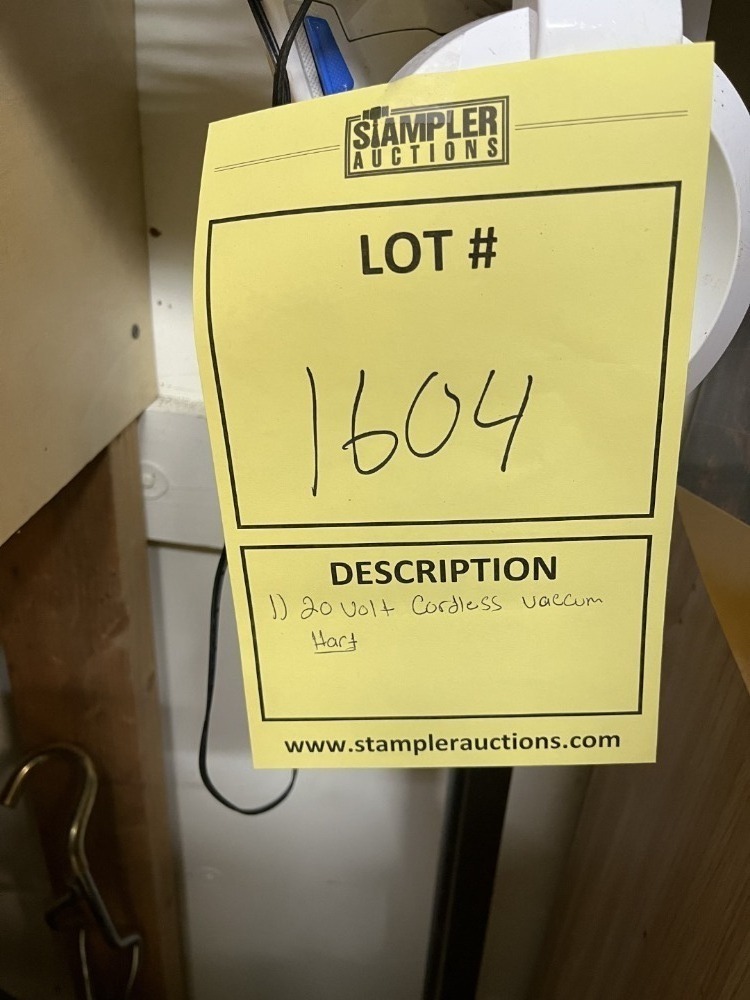 STAMPLER
AUCTIONS
LOT #
1604
DESCRIPTION
1) 20 Volt Cordless vaccum
Hart
www.stamplerauctions.com